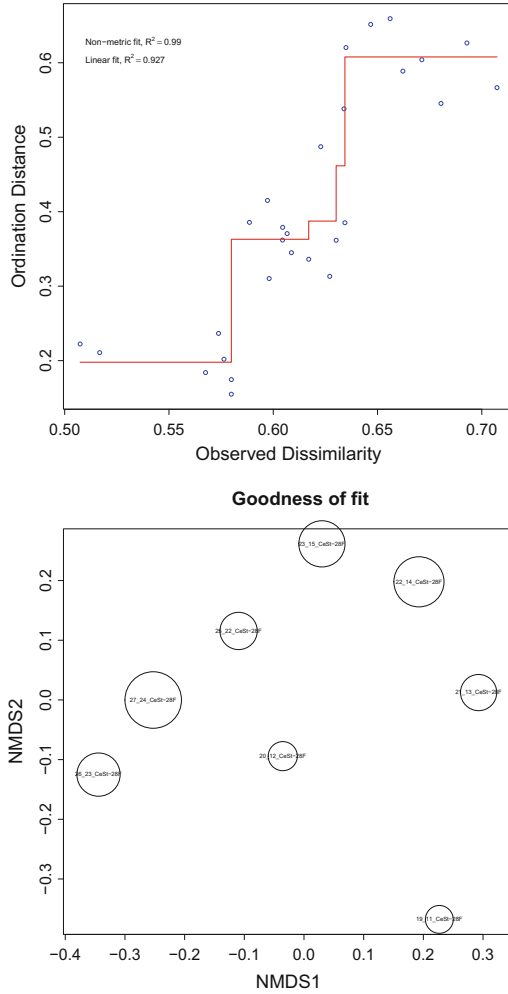 Non-metric fit, R² = 0.99
Linear fit, R² = 0.927
0.6
0.5
0.4
0.3
0.2
Ordination Distance
0.50 0.55 0.60 0.65 0.70
Observed Dissimilarity
Goodness of fit
23_15_CeSt-28F
22_14_CeSt-28F
_22_CeSt-28F
27_24_CeSt-28F
21_13_CeSt-28F
20_12_CeSt-28F
26_23_CeSt-28F
19_11_CeSt-28F
0.2
0.1
0.0
−0.1
−0.2
−0.3
NMDS2
−0.4 −0.3 −0.2 −0.1 0.0 0.1 0.2 0.3
NMDS1